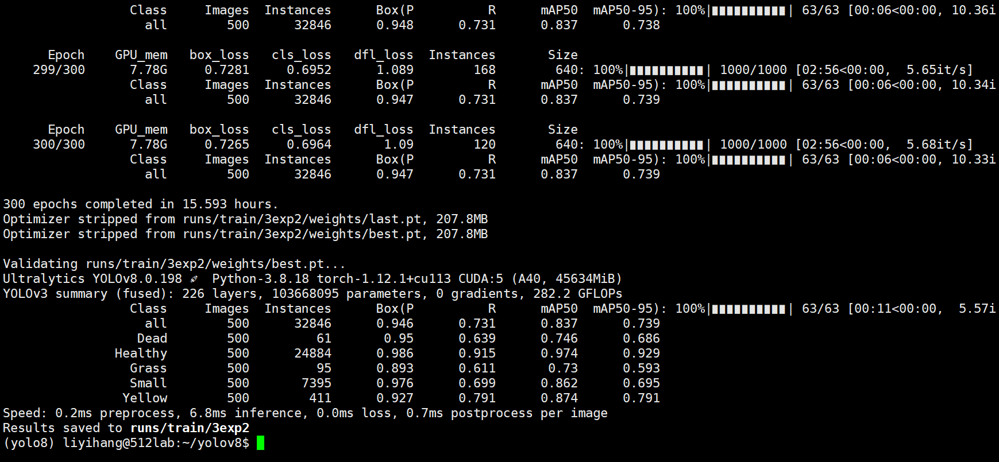 Class Images Instances Box(P R mAP50 mAP50-95): 100%|██████████| 63/63 [00:06<00:00, 10.36i
all 500 32846 0.948 0.731 0.837 0.738
Epoch GPU_mem box_loss cls_loss dfl_loss Instances Size
299/300 7.78G 0.7281 0.6952 1.089 168 640: 100%|██████████| 1000/1000 [02:56<00:00, 5.65it/s]
Class Images Instances Box(P R mAP50 mAP50-95): 100%|██████████| 63/63 [00:06<00:00, 10.34i
all 500 32846 0.947 0.731 0.837 0.739
Epoch GPU_mem box_loss cls_loss dfl_loss Instances Size
300/300 7.78G 0.7265 0.6964 1.09 120 640: 100%|██████████| 1000/1000 [02:56<00:00, 5.68it/s]
Class Images Instances Box(P R mAP50 mAP50-95): 100%|██████████| 63/63 [00:06<00:00, 10.33i
all 500 32846 0.947 0.731 0.837 0.739
300 epochs completed in 15.593 hours.
Optimizer stripped from runs/train/3exp2/weights/last.pt, 207.8MB
Optimizer stripped from runs/train/3exp2/weights/best.pt, 207.8MB
Validating runs/train/3exp2/weights/best.pt...
Ultralytics YOLOv8.0.198 🚀 Python-3.8.18 torch-1.12.1+cu113 CUDA:5 (A40, 45634MiB)
YOLOv3 summary (fused): 226 layers, 103668095 parameters, 0 gradients, 282.2 GFLOPs
Class Images Instances Box(P R mAP50 mAP50-95): 100%|██████████| 63/63 [00:11<00:00, 5.57i
all 500 32846 0.946 0.731 0.837 0.739
Dead 500 61 0.95 0.639 0.746 0.686
Healthy 500 24884 0.986 0.915 0.974 0.929
Grass 500 95 0.893 0.611 0.73 0.593
Small 500 7395 0.976 0.699 0.862 0.695
Yellow 500 411 0.927 0.791 0.874 0.791
Speed: 0.2ms preprocess, 6.8ms inference, 0.0ms loss, 0.7ms postprocess per image
Results saved to runs/train/3exp2
(yolo8) liyihang@512lab:~/yolov8$